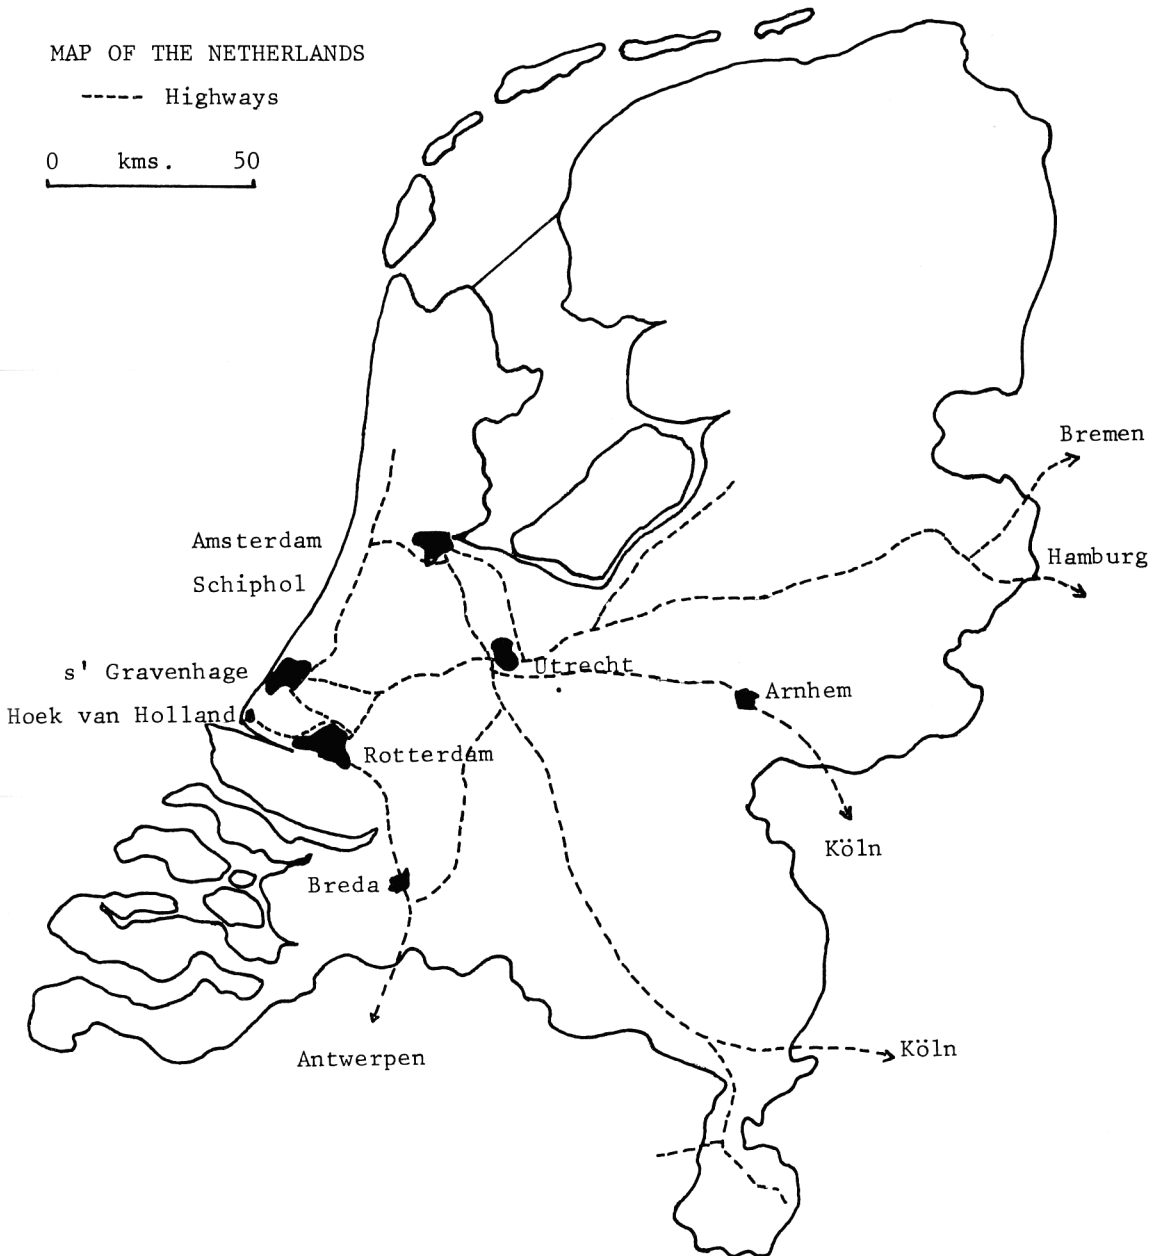 MAP OF THE NETHERLANDS
----- Highways
0 kms. 50
Bremen
Amsterdam
Hamburg
Schiphol
s' Gravenhage
Utrecht
Arnhem
Hoek van Holland
Rotterdam
Köln
Breda
Köln
Antwerpen